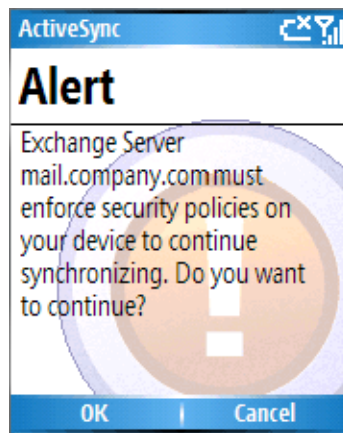 ActiveSync
Alert
Exchange Server
mail.company.com must
enforce security policies on
your device to continue
synchronizing. Do you want
to continue?
OK Cancel